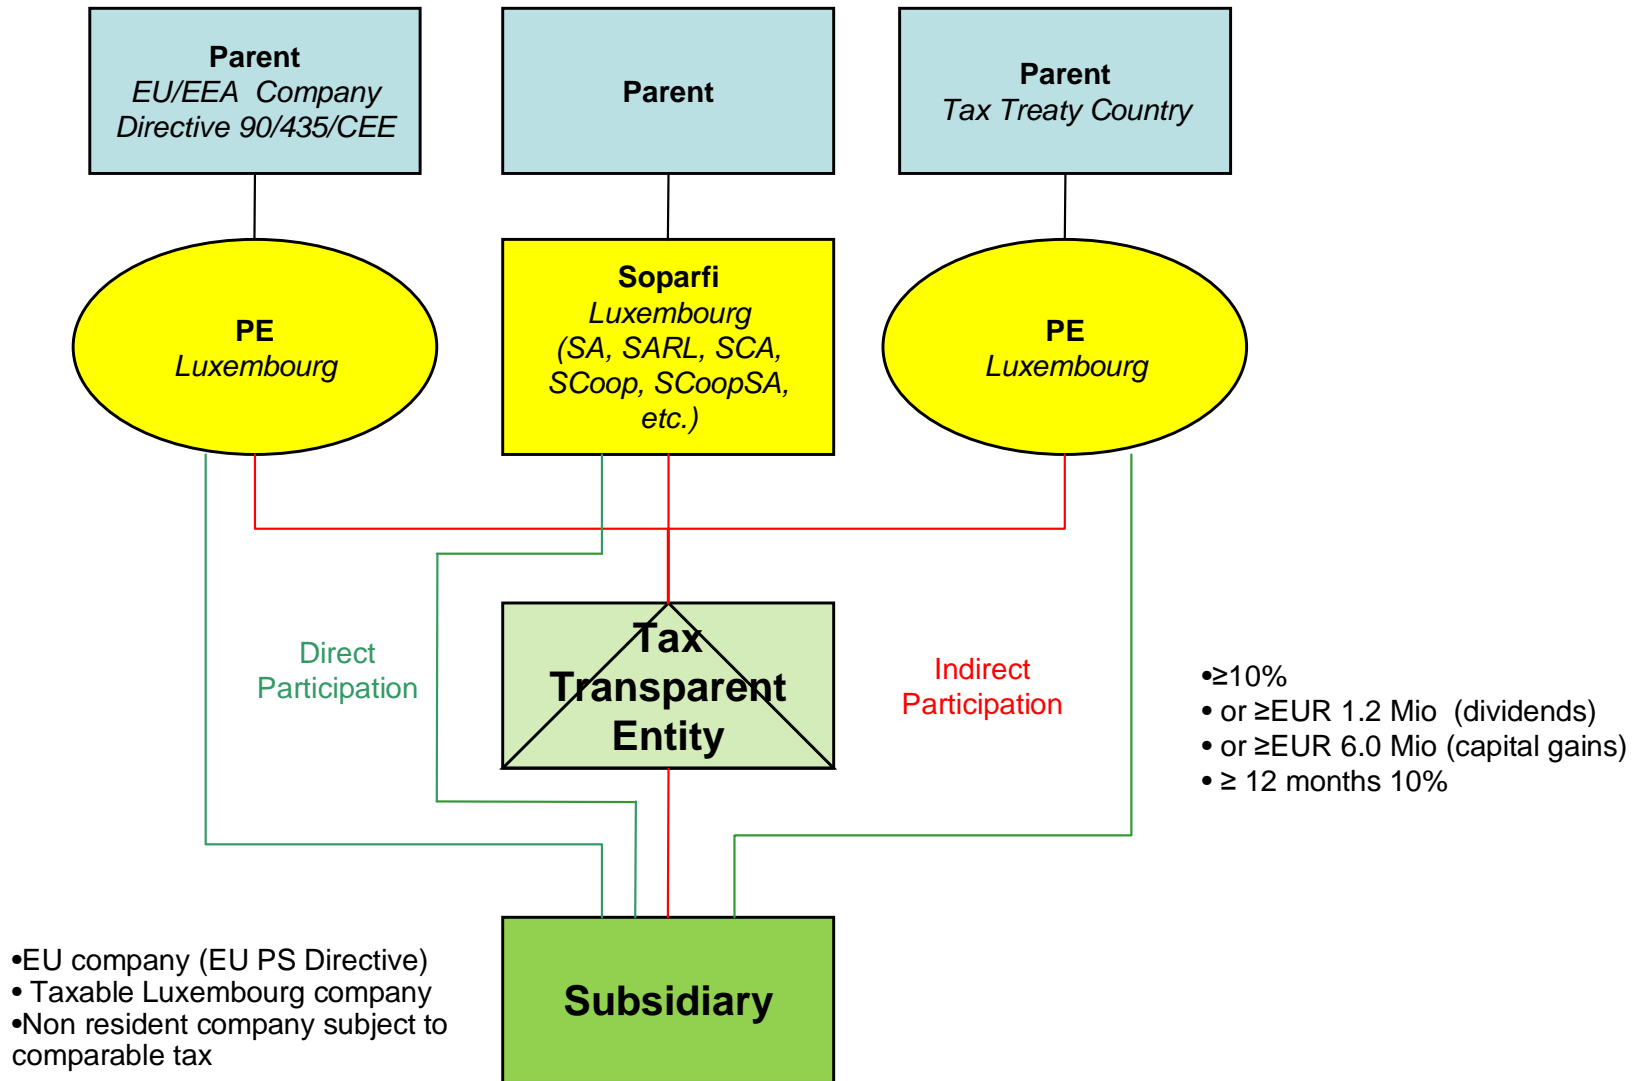 Parent
EU/EEA Company
Directive 90/435/CEE
Parent
Parent
Tax Treaty Country
PE
Luxembourg
Soparfi
Luxembourg
(SA, SARL, SCA,
SCoop, SCoopSA,
etc.)
PE
Luxembourg
Direct
Participation
Tax
Transparent
Entity
Indirect
Participation
•≥10%
• or ≥EUR 1.2 Mio (dividends)
• or ≥EUR 6.0 Mio (capital gains)
• ≥ 12 months 10%
•EU company (EU PS Directive)
• Taxable Luxembourg company
•Non resident company subject to
comparable tax
Subsidiary